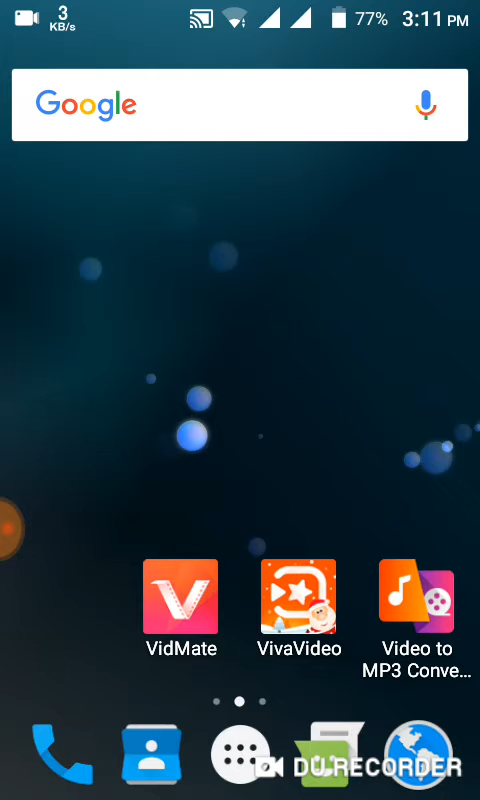 3
KB/s
77%
3:11 PM
Google
VidMate
VivaVideo
Video to
MP3 Conve...
DU RECORDER